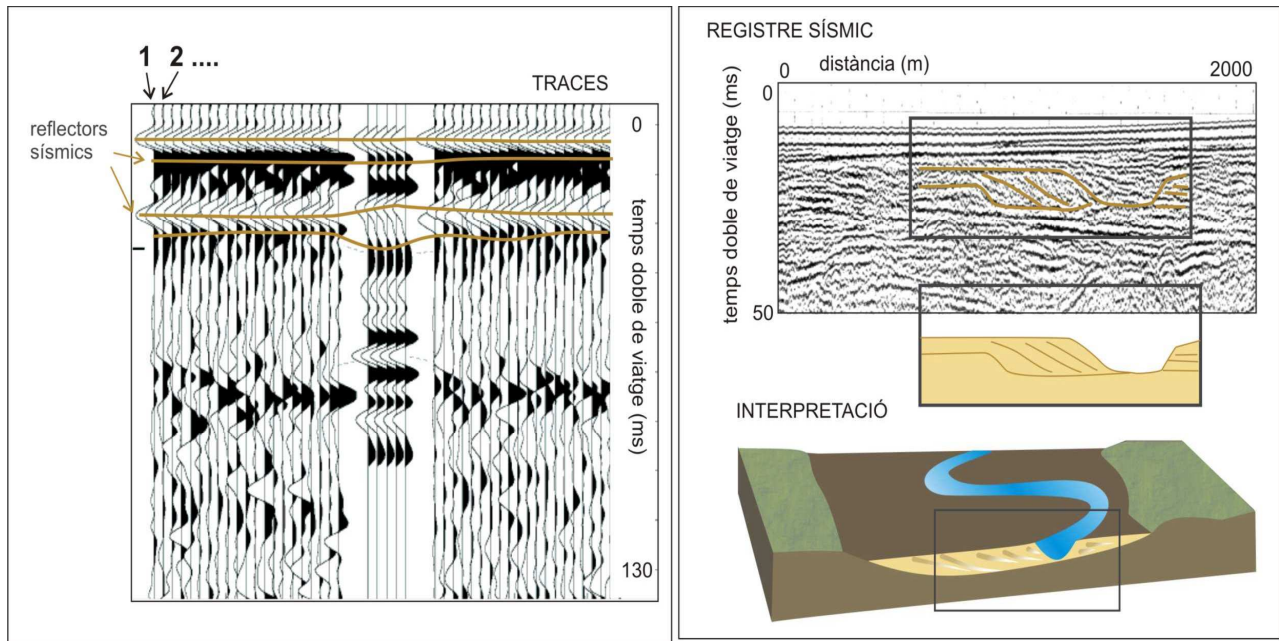 1 2 ....
TRACES
reflectors
sísmics
0
temps doble de viatge (ms)
130
REGISTRE SÍSMIC
distància (m)
0
2000
0
temps doble de viatge (ms)
50
INTERPRETACIÓ